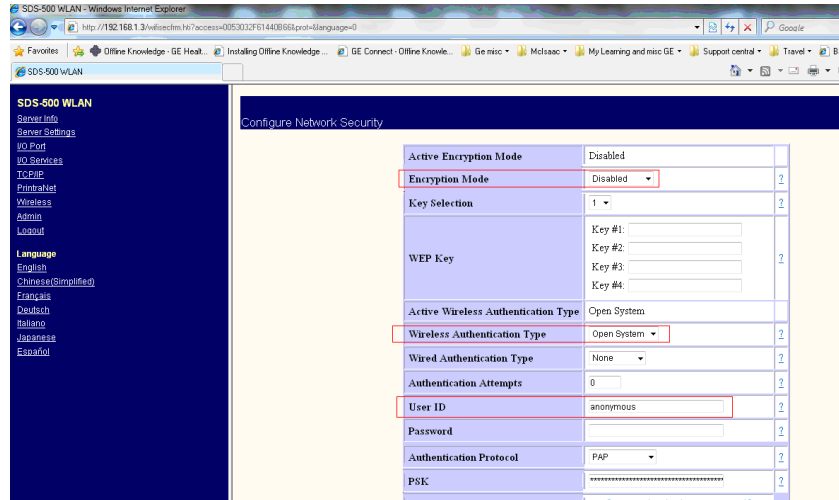 SDS-500 WLAN - Windows Internet Explorer
http://192.168.1.3/wifisecfrm.hti?access=0053032F61440B66&prot=&language=0
Google
Favorites
Offline Knowledge - GE Healt...
Installing Offline Knowledge ...
GE Connect - Offline Knowle...
Ge misc
McIsaac
My Learning and misc GE
Support central
Travel
B
SDS-500 WLAN
SDS-500 WLAN
Server Info
Server Settings
I/O Port
I/O Services
TCP/IP
PrintraNet
Wireless
Admin
Logout
Language
English
Chinese(Simplified)
Français
Deutsch
Italiano
Japanese
Español
Configure Network Security
Active Encryption Mode Disabled
Encryption Mode Disabled ?
Key Selection 1 ?
WEP Key ?
Key #1:
Key #2:
Key #3:
Key #4:
Active Wireless Authentication Type Open System
Wireless Authentication Type Open System ?
Wired Authentication Type None ?
Authentication Attempts 0 ?
User ID anonymous ?
Password ?
Authentication Protocol PAP ?
PSK ?